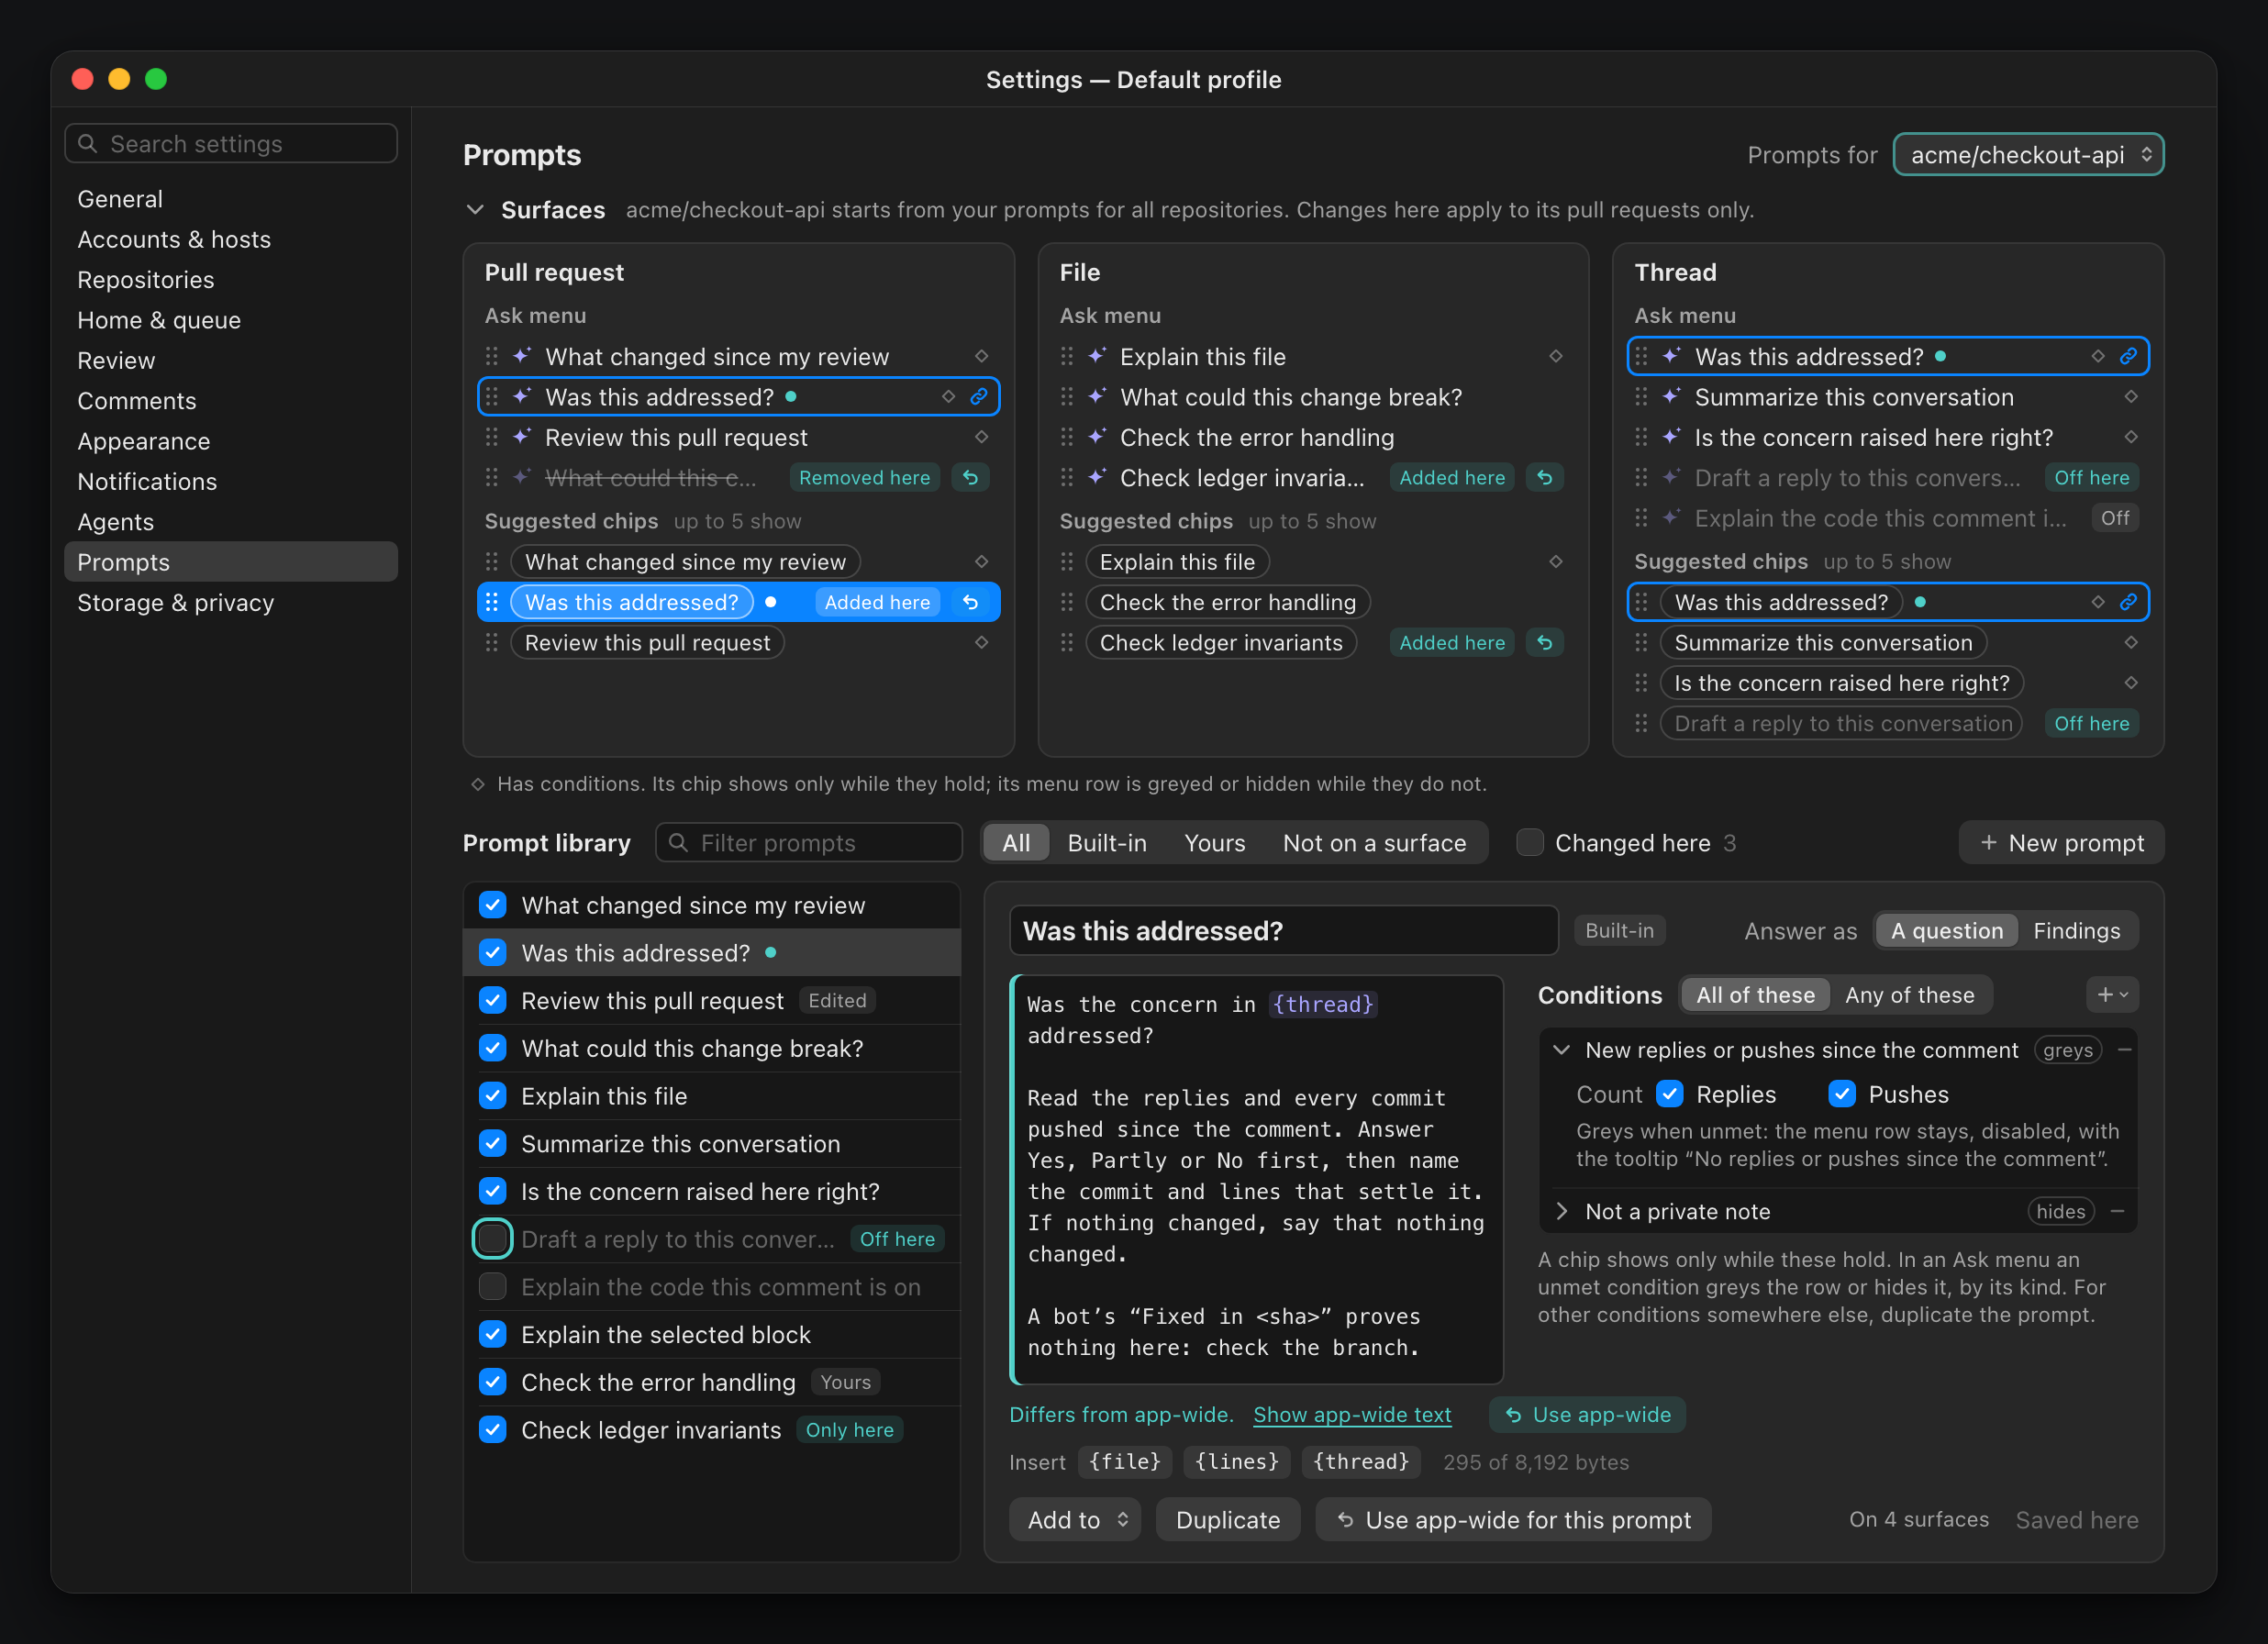 Settings — Default profile
Search settings
General
Accounts & hosts
Repositories
Home & queue
Review
Comments
Appearance
Notifications
Agents
Prompts
Storage & privacy
Prompts
Prompts for acme/checkout-api
Surfaces acme/checkout-api starts from your prompts for all repositories. Changes here apply to its pull requests only.
Pull request
Ask menu
What changed since my review
Was this addressed?
Review this pull request
What could this c… Removed here
Suggested chips up to 5 show
What changed since my review
Was this addressed? Added here
Review this pull request
File
Ask menu
Explain this file
What could this change break?
Check the error handling
Check ledger invaria… Added here
Suggested chips up to 5 show
Explain this file
Check the error handling
Check ledger invariants Added here
Thread
Ask menu
Was this addressed?
Summarize this conversation
Is the concern raised here right?
Draft a reply to this convers… Off here
Explain the code this comment i… Off
Suggested chips up to 5 show
Was this addressed?
Summarize this conversation
Is the concern raised here right?
Draft a reply to this conversation Off here
Has conditions. Its chip shows only while they hold; its menu row is greyed or hidden while they do not.
Prompt library Filter prompts All Built-in Yours Not on a surface Changed here 3 + New prompt
What changed since my review
Was this addressed?
Review this pull request Edited
What could this change break?
Explain this file
Summarize this conversation
Is the concern raised here right?
Draft a reply to this conver… Off here
Explain the code this comment is on
Explain the selected block
Check the error handling Yours
Check ledger invariants Only here
Was this addressed? Built-in Answer as A question Findings
Was the concern in {thread}
addressed?
Read the replies and every commit
pushed since the comment. Answer
Yes, Partly or No first, then name
the commit and lines that settle it.
If nothing changed, say that nothing
changed.
A bot’s “Fixed in <sha>” proves
nothing here: check the branch.
Conditions All of these Any of these
New replies or pushes since the comment greys
Count Replies Pushes
Greys when unmet: the menu row stays, disabled, with
the tooltip “No replies or pushes since the comment”.
Not a private note hides
A chip shows only while these hold. In an Ask menu an
unmet condition greys the row or hides it, by its kind. For
other conditions somewhere else, duplicate the prompt.
Differs from app-wide. Show app-wide text Use app-wide
Insert {file} {lines} {thread} 295 of 8,192 bytes
Add to Duplicate Use app-wide for this prompt On 4 surfaces Saved here